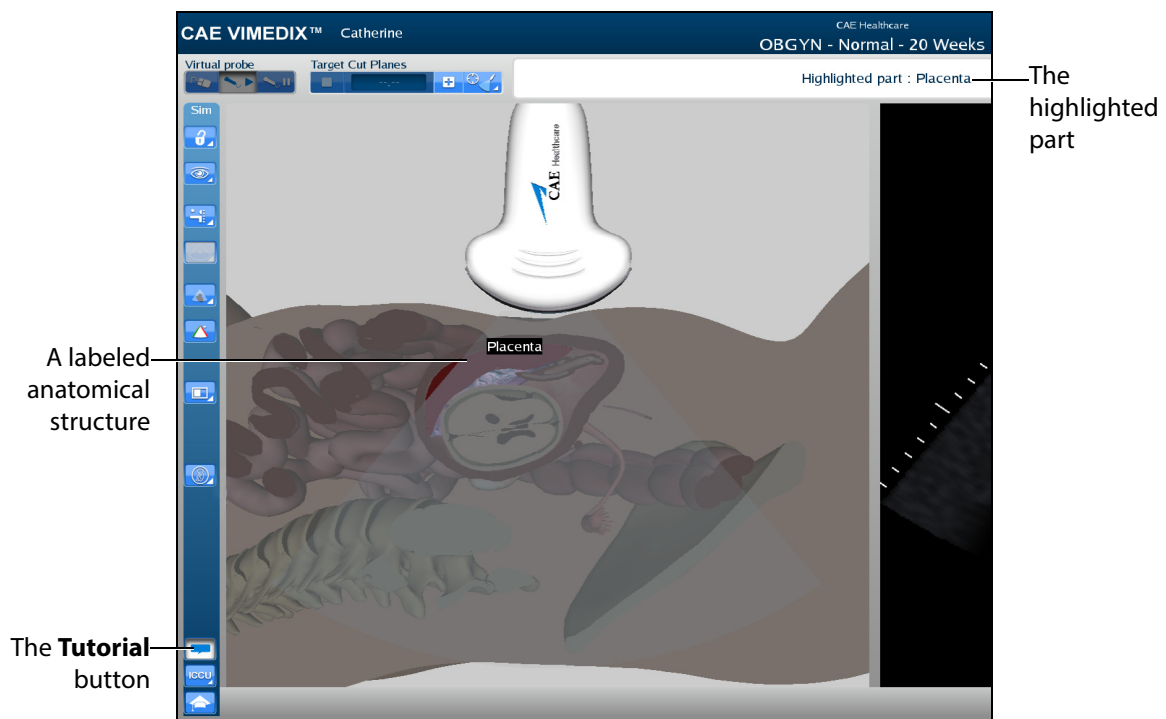 CAE VIMEDIX™ Catherine
CAE Healthcare
OBGYN - Normal - 20 Weeks
Virtual probe
Target Cut Planes
--.--
Highlighted part : Placenta
The
highlighted
part
Sim
CAE Healthcare
Placenta
A labeled
anatomical
structure
The Tutorial
button
ICCU